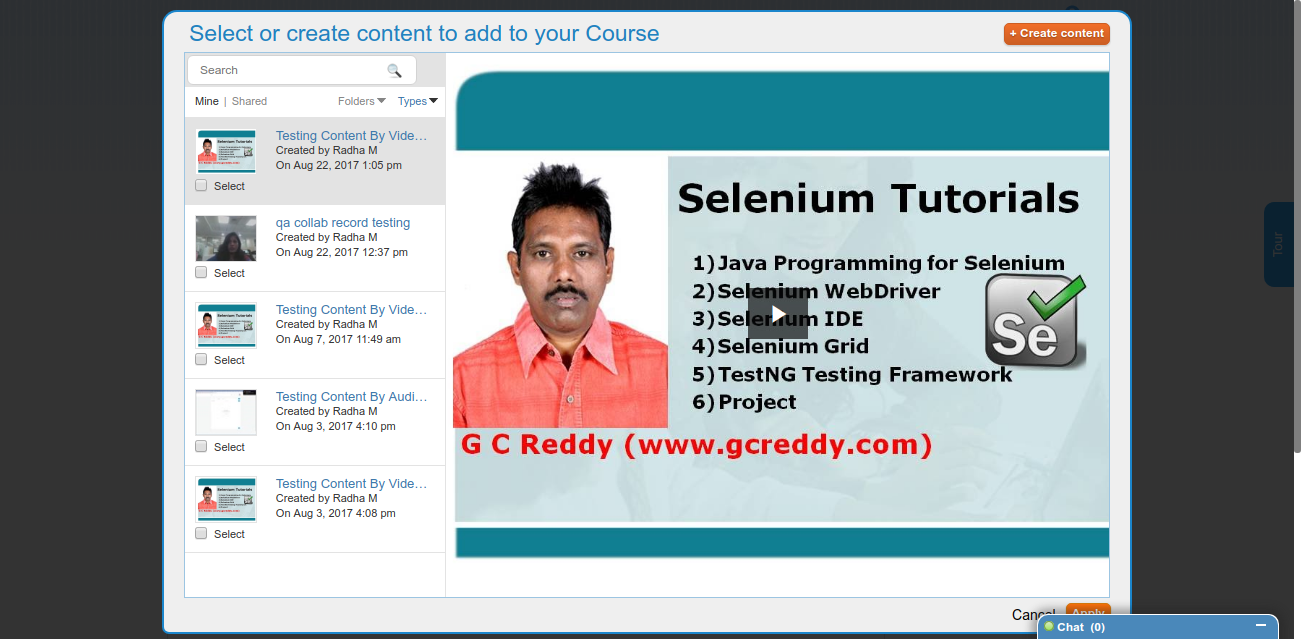 Select or create content to add to your Course
+ Create content
Search
Mine | Shared
Folders
Types
Testing Content By Vide…
Created by Radha M
On Aug 22, 2017 1:05 pm
Select
qa collab record testing
Created by Radha M
On Aug 22, 2017 12:37 pm
Select
Testing Content By Vide…
Created by Radha M
On Aug 7, 2017 11:49 am
Select
Testing Content By Audi…
Created by Radha M
On Aug 3, 2017 4:10 pm
Select
Testing Content By Vide…
Created by Radha M
On Aug 3, 2017 4:08 pm
Select
Selenium Tutorials
1)Java Programming for Selenium
2)Selenium WebDriver
3)Selenium IDE
4)Selenium Grid
5)TestNG Testing Framework
6)Project
Se
G C Reddy (www.gcreddy.com)
Tour
Cancel
Apply
Chat (0)